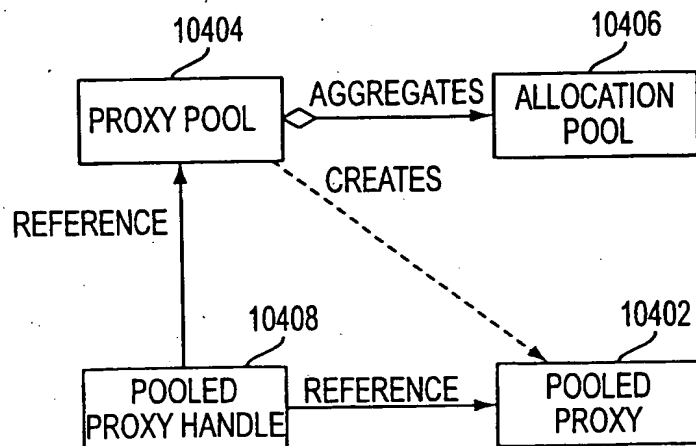 10404
10406
PROXY POOL
AGGREGATES
ALLOCATION
POOL
CREATES
REFERENCE
10408
10402
POOLED
PROXY HANDLE
REFERENCE
POOLED
PROXY